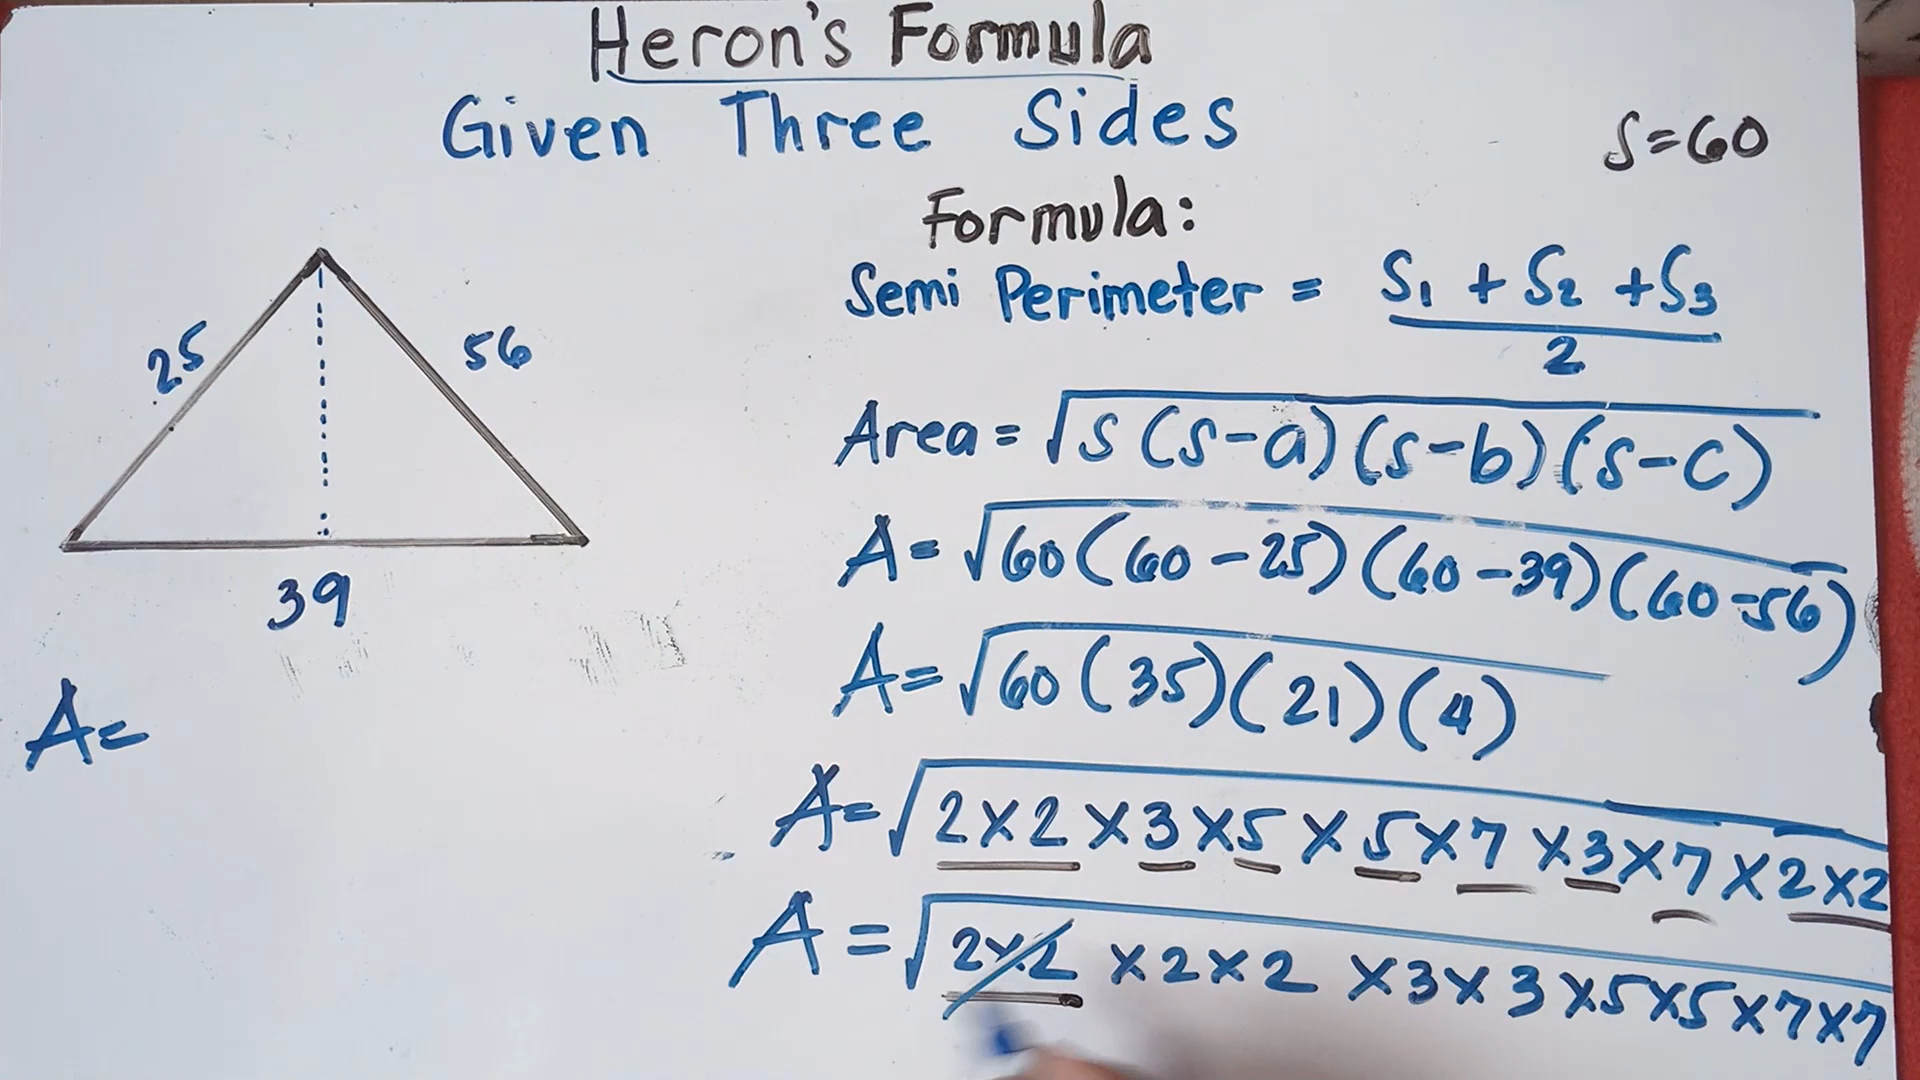 Heron's Formula
Given Three Sides
S=60
Formula:
Semi Perimeter = S₁ + S₂ + S₃
2
25
56
39
Area = √S(S-a)(S-b)(S-C)
A= √60(60-25)(60-39)(60-56)
A= √60(35)(21)(4)
A=
A= √2×2×3×5×5×7×3×7×2×2
A = √2×2×2×2×3×3×5×5×7×7